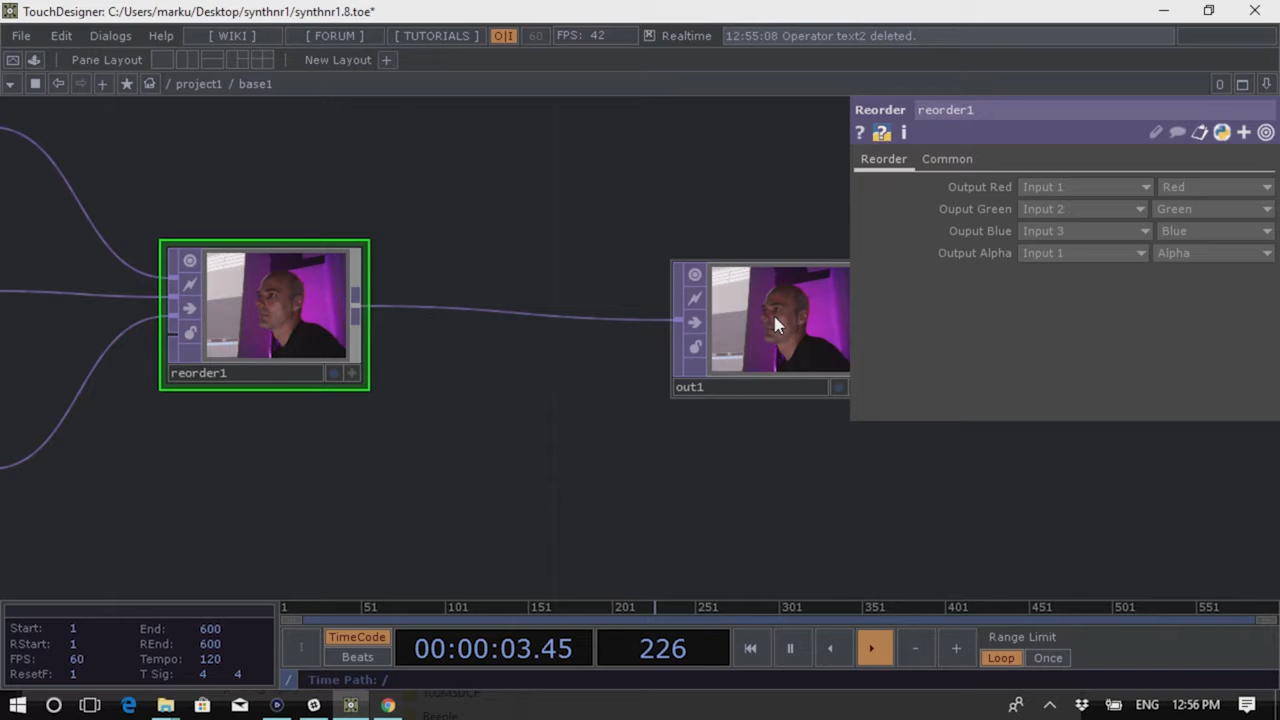 TouchDesigner: C:/Users/marku/Desktop/synthnr1/synthnr1.8.toe*
File Edit Dialogs Help [ WIKI ] [ FORUM ] [ TUTORIALS ] O|I 60 FPS: 42 Realtime 12:55:08 Operator text2 deleted.
Pane Layout New Layout +
/ project1 / base1 0
Reorder reorder1
? ? i
Reorder Common
Output Red Input 1 Red
Ouput Green Input 2 Green
Ouput Blue Input 3 Blue
Output Alpha Input 1 Alpha
reorder1
out1
1 51 101 151 201 251 301 351 401 451 501 551
Start: 1 End: 600
RStart: 1 REnd: 600
FPS: 60 Tempo: 120
ResetF: 1 T Sig: 4 4
TimeCode
Beats
00:00:03.45 226
Range Limit
Loop Once
/ Time Path: /
ENG 12:56 PM